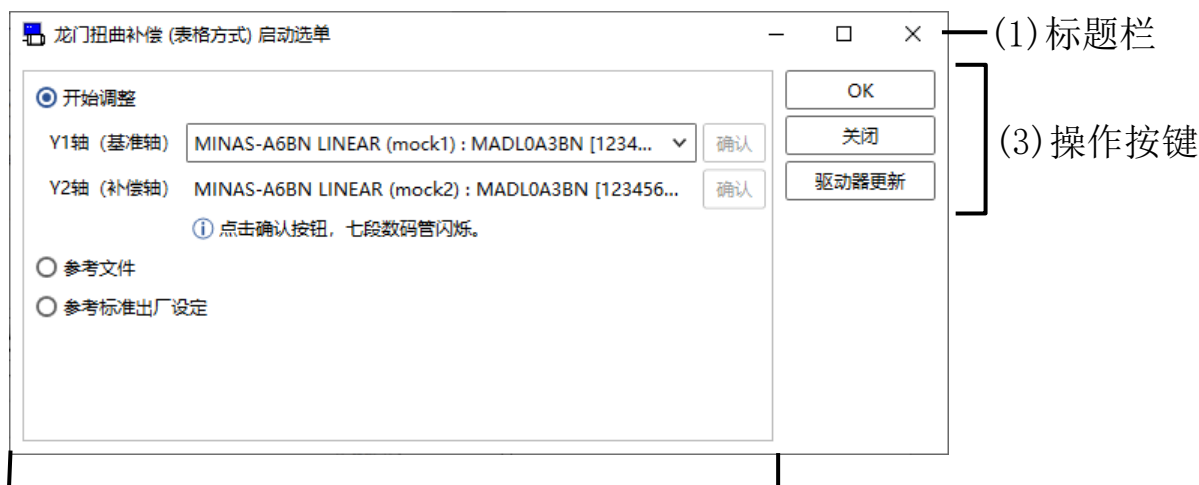 龙门扭曲补偿 (表格方式) 启动选单
(1)标题栏
开始调整
OK
Y1轴（基准轴） MINAS-A6BN LINEAR (mock1) : MADL0A3BN [1234... 确认
关闭
(3)操作按键
Y2轴（补偿轴） MINAS-A6BN LINEAR (mock2) : MADL0A3BN [123456... 确认
驱动器更新
点击确认按钮，七段数码管闪烁。
参考文件
参考标准出厂设定